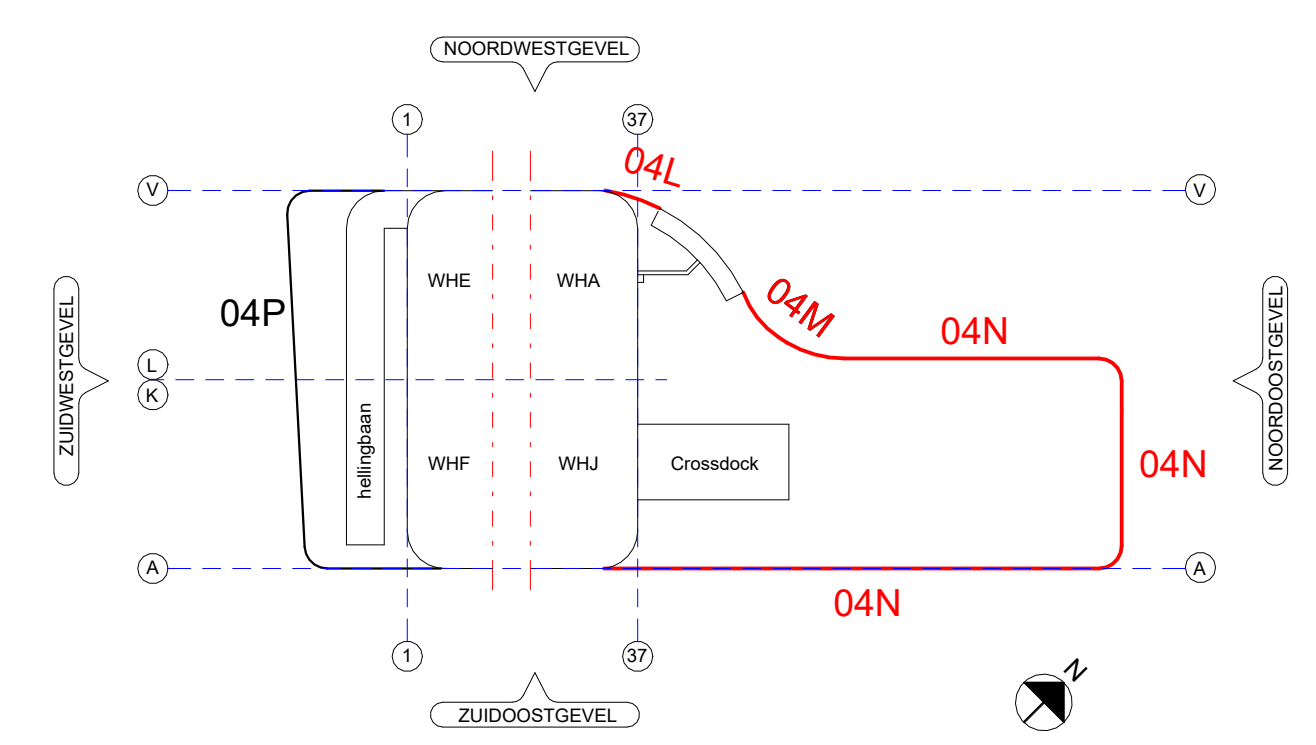 NOORDWESTGEVEL
1
37
04L
V
V
WHE
WHA
04P
04M
04N
ZUIDWESTGEVEL
NOORDOOSTGEVEL
L
K
hellingbaan
WHF
WHJ
Crossdock
04N
A
A
04N
1
37
N
ZUIDOOSTGEVEL